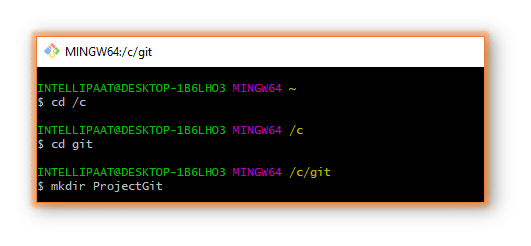 MINGW64:/c/git
INTELLIPAAT@DESKTOP-1B6LHO3 MINGW64 ~
$ cd /c
INTELLIPAAT@DESKTOP-1B6LHO3 MINGW64 /c
$ cd git
INTELLIPAAT@DESKTOP-1B6LHO3 MINGW64 /c/git
$ mkdir ProjectGit